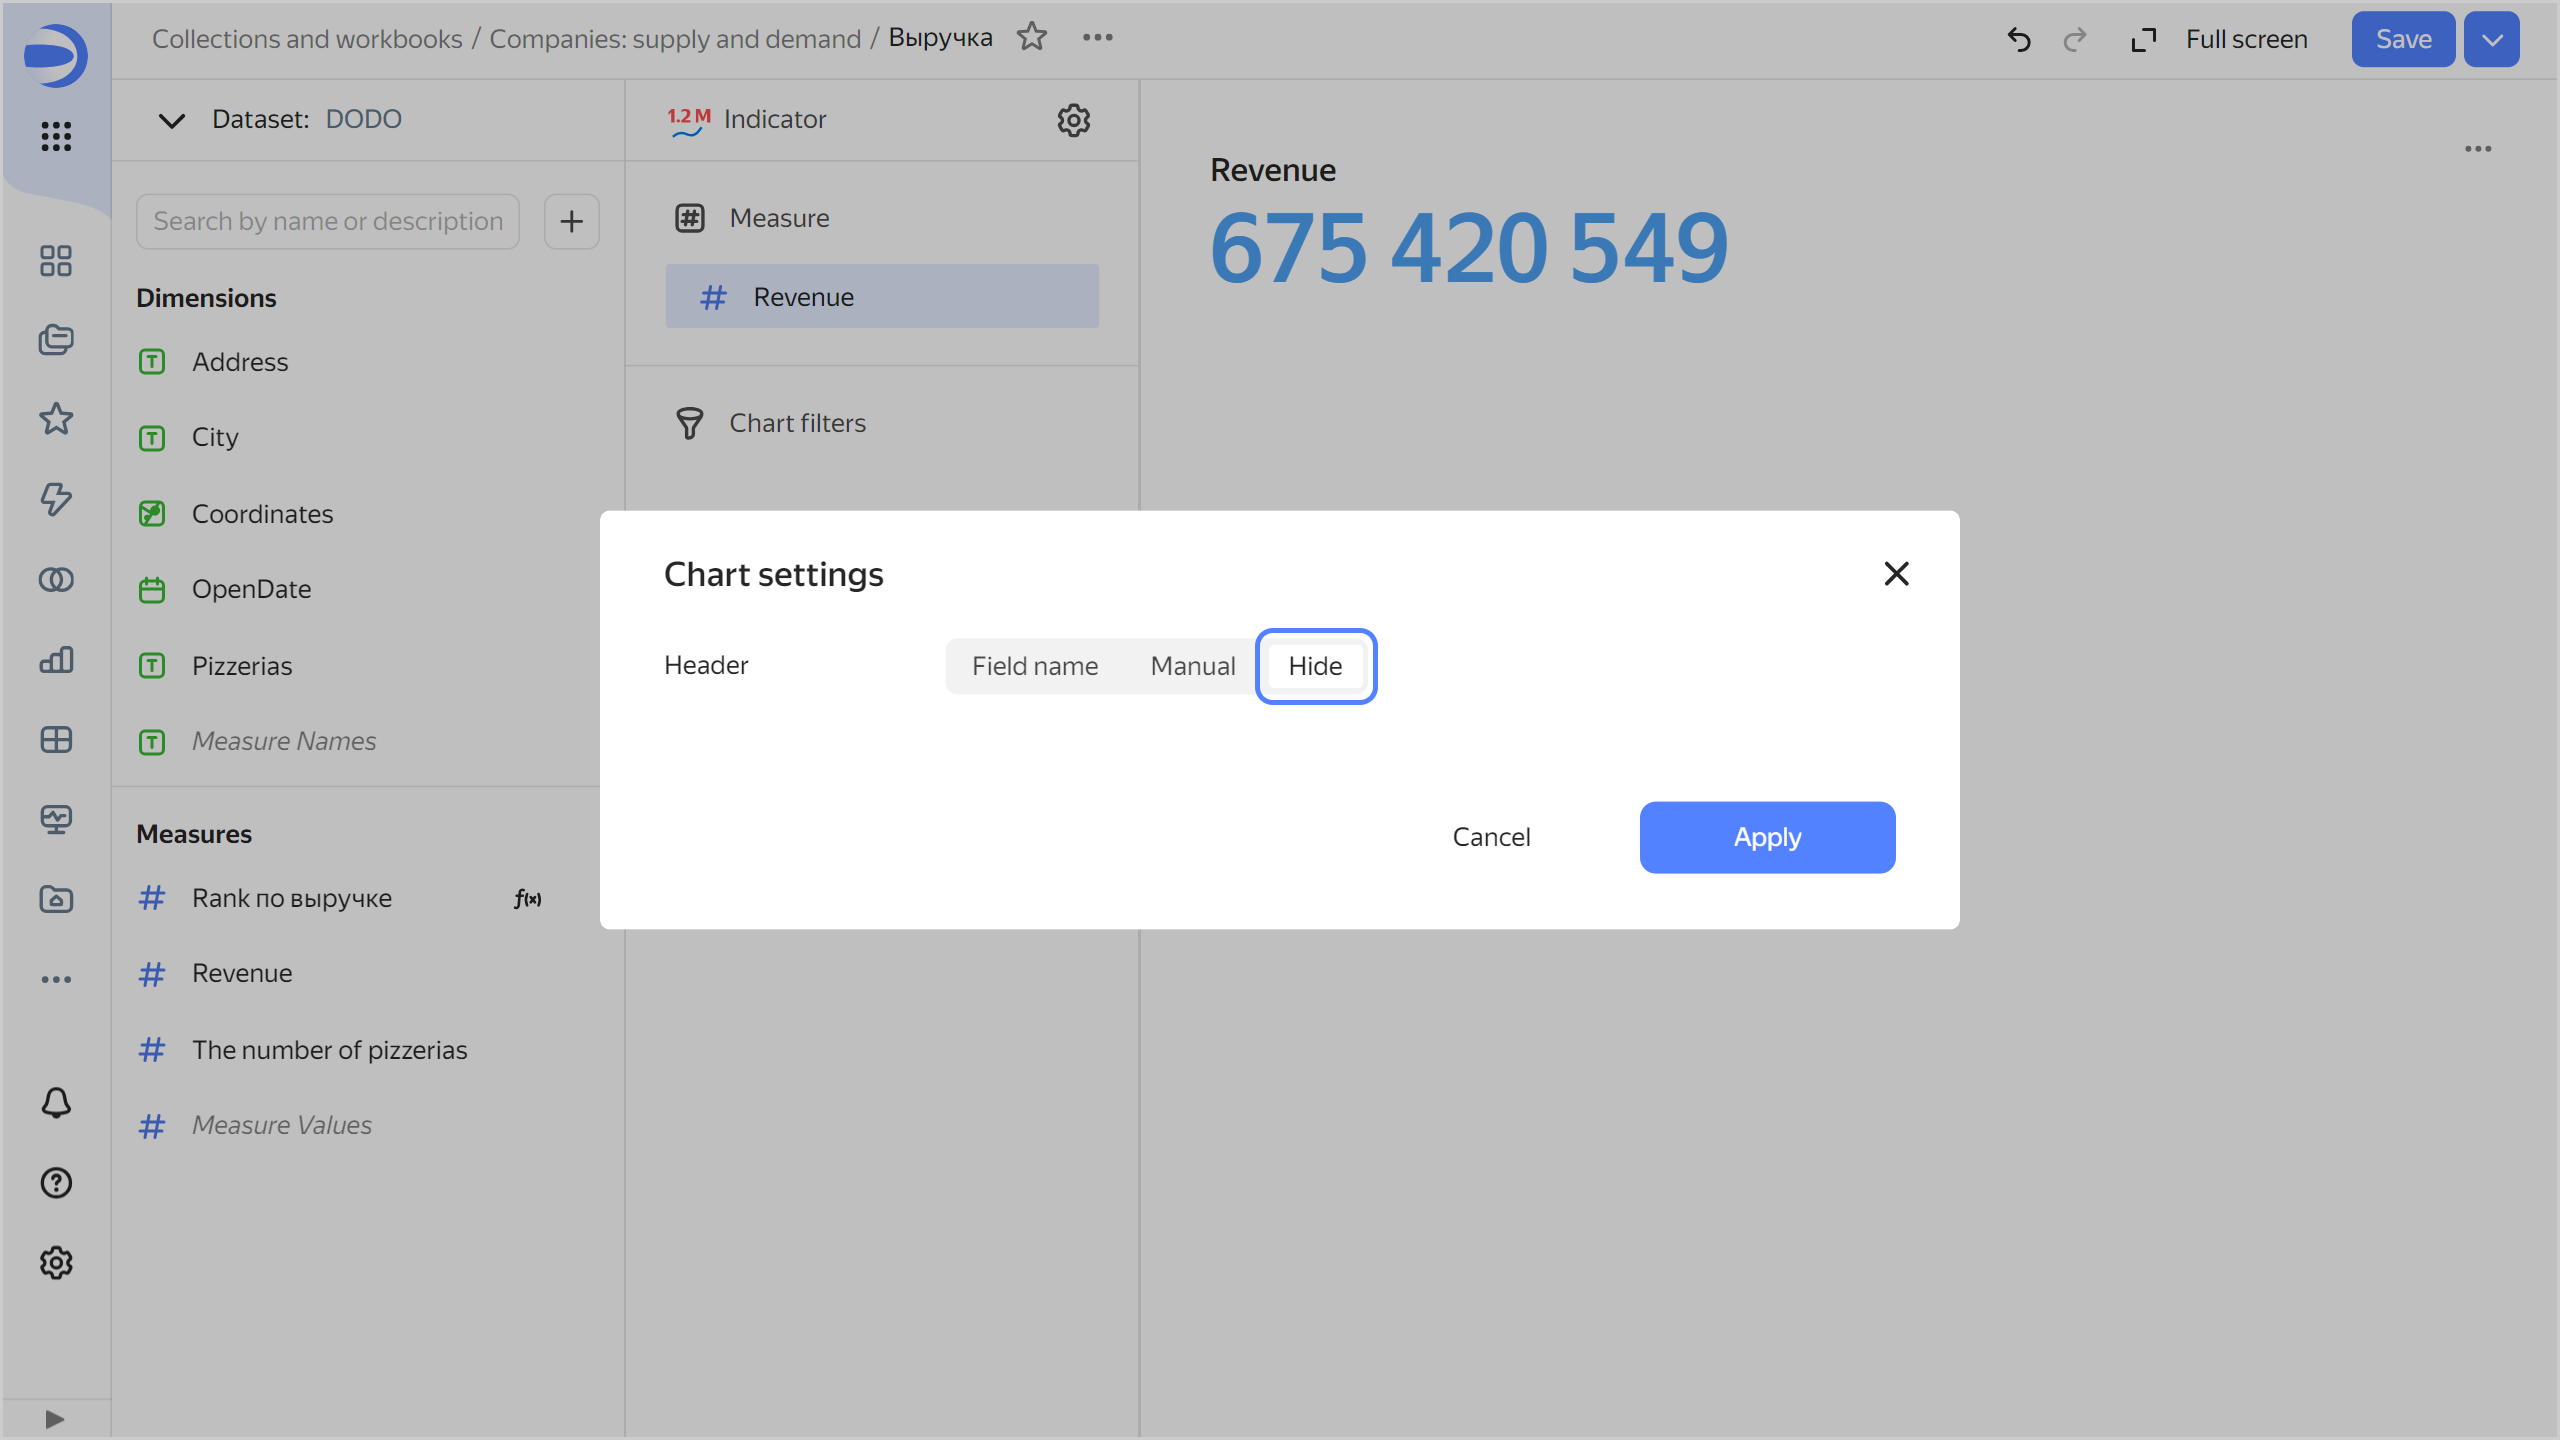 Collections and workbooks / Companies: supply and demand / Выручка
Full screen
Save
Dataset: DODO
Search by name or description
Dimensions
Address
City
Coordinates
OpenDate
Pizzerias
Measure Names
Measures
Rank по выручке
ƒ(x)
Revenue
The number of pizzerias
Measure Values
1.2 M Indicator
Measure
Revenue
Chart filters
Revenue
675 420 549
Chart settings
Header
Field name
Manual
Hide
Cancel
Apply